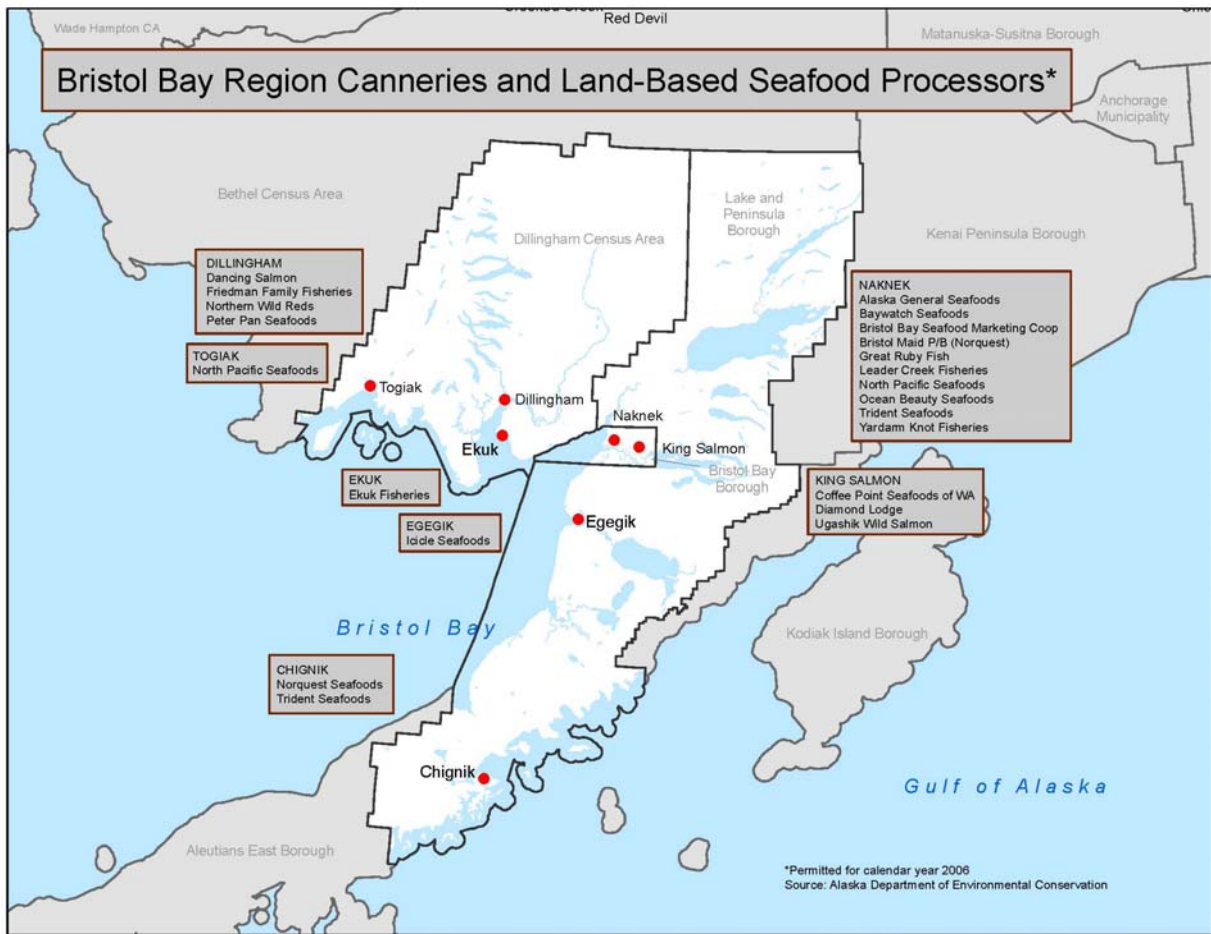 Red Devil
Wade Hampton CA
Matanuska-Susitna Borough
Bristol Bay Region Canneries and Land-Based Seafood Processors*
Anchorage
Municipality
Bethel Census Area
Lake and
Peninsula
Borough
Dillingham Census Area
Kenai Peninsula Borough
DILLINGHAM
Dancing Salmon
Friedman Family Fisheries
Northern Wild Reds
Peter Pan Seafoods
TOGIAK
North Pacific Seafoods
NAKNEK
Alaska General Seafoods
Baywatch Seafoods
Bristol Bay Seafood Marketing Coop
Bristol Maid P/B (Norquest)
Great Ruby Fish
Leader Creek Fisheries
North Pacific Seafoods
Ocean Beauty Seafoods
Trident Seafoods
Yardarm Knot Fisheries
Togiak
Dillingham
Naknek
Ekuk
King Salmon
Bristol Bay
Borough
EKUK
Ekuk Fisheries
KING SALMON
Coffee Point Seafoods of WA
Diamond Lodge
Ugashik Wild Salmon
EGEGIK
Icicle Seafoods
Egegik
Bristol Bay
Kodiak Island Borough
CHIGNIK
Norquest Seafoods
Trident Seafoods
Chignik
Gulf of Alaska
Aleutians East Borough
*Permitted for calendar year 2006
Source: Alaska Department of Environmental Conservation